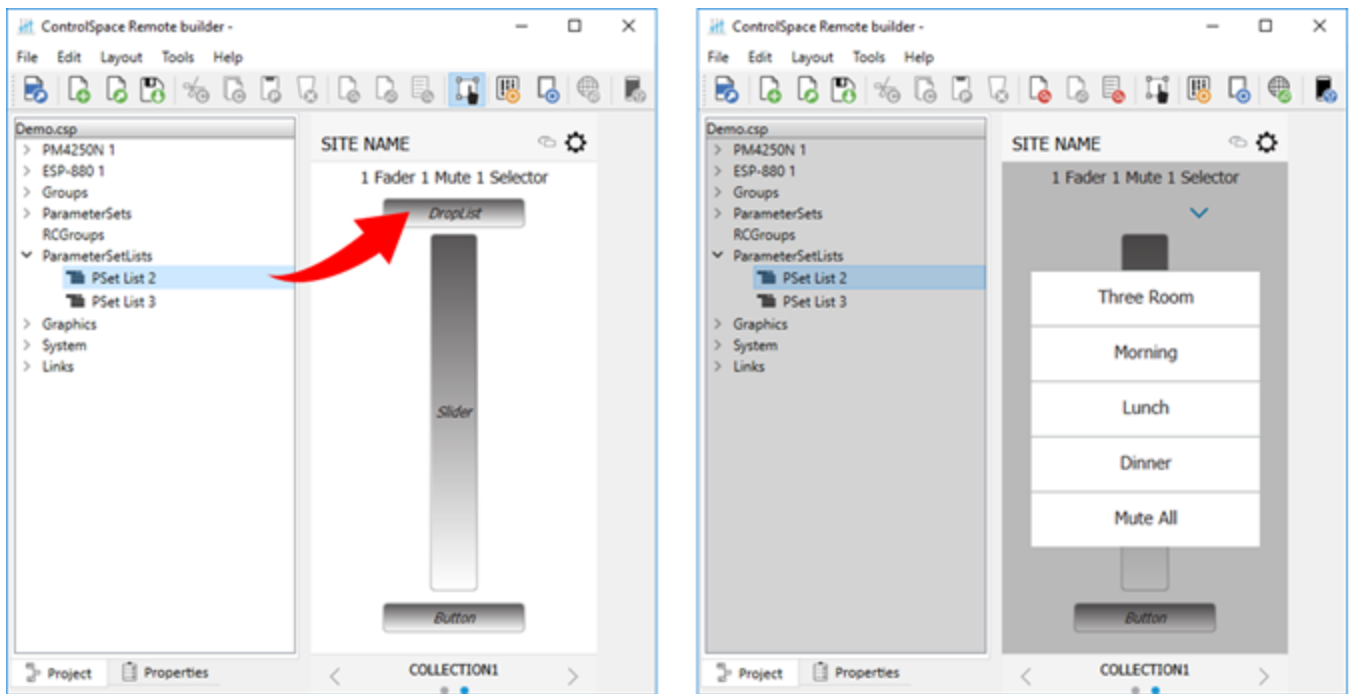 ControlSpace Remote builder -
File Edit Layout Tools Help
Demo.csp
PM4250N 1
ESP-880 1
Groups
ParameterSets
RCGroups
ParameterSetLists
PSet List 2
PSet List 3
Graphics
System
Links
Project Properties
SITE NAME
1 Fader 1 Mute 1 Selector
DropList
Slider
Button
COLLECTION1
ControlSpace Remote builder -
File Edit Layout Tools Help
Demo.csp
PM4250N 1
ESP-880 1
Groups
ParameterSets
RCGroups
ParameterSetLists
PSet List 2
PSet List 3
Graphics
System
Links
Project Properties
SITE NAME
1 Fader 1 Mute 1 Selector
Three Room
Morning
Lunch
Dinner
Mute All
Button
COLLECTION1